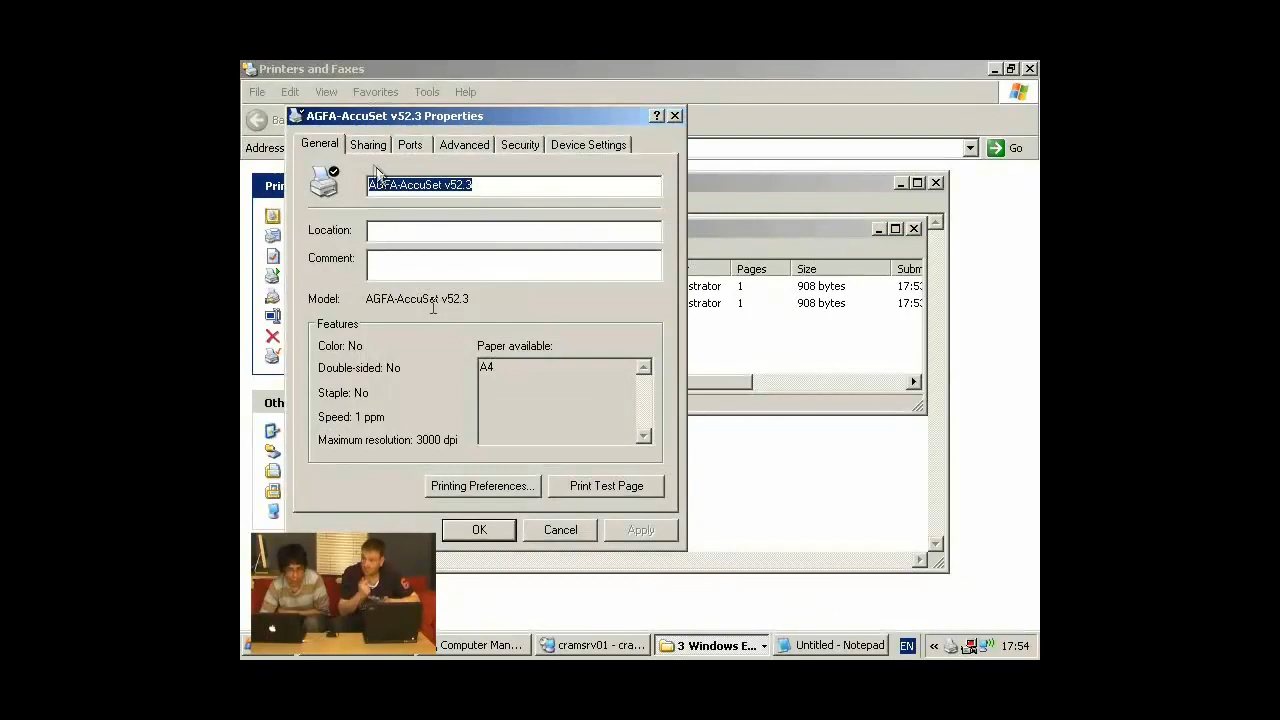 Printers and Faxes
File Edit View Favorites Tools Help
Ba
AGFA-AccuSet v52.3 Properties
Address
Go
General Sharing Ports Advanced Security Device Settings
Prin
AGFA-AccuSet v52.3
Location:
Comment:
Model: AGFA-AccuSet v52.3
Features
Color: No
Double-sided: No
Staple: No
Speed: 1 ppm
Maximum resolution: 3000 dpi
Paper available:
A4
Printing Preferences...
Print Test Page
OK
Cancel
Apply
Pages Size Subm
strator 1 908 bytes 17:53
strator 1 908 bytes 17:53
Oth
Computer Man...
cramsrv01 - cra...
3 Windows E...
Untitled - Notepad
EN
17:54